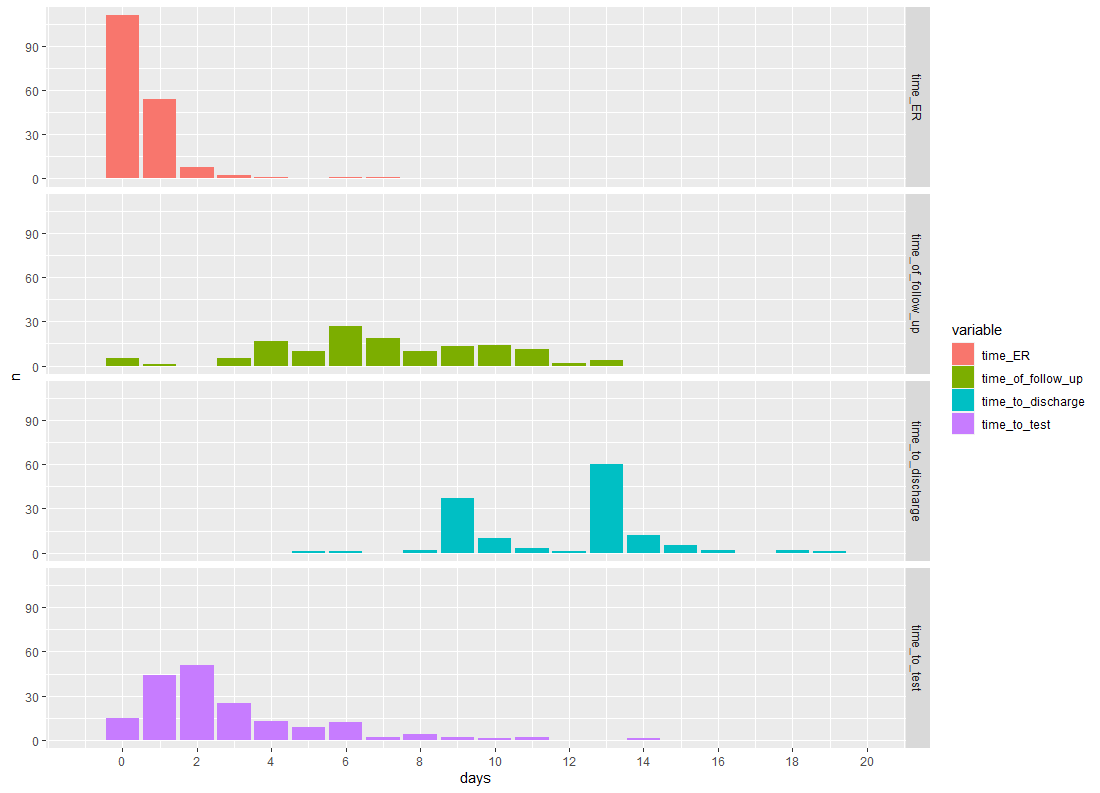 90
60
30
0
time_ER
90
60
30
0
time_of_follow_up
90
60
30
0
time_to_discharge
90
60
30
0
time_to_test
0 2 4 6 8 10 12 14 16 18 20
days
n
variable
time_ER
time_of_follow_up
time_to_discharge
time_to_test